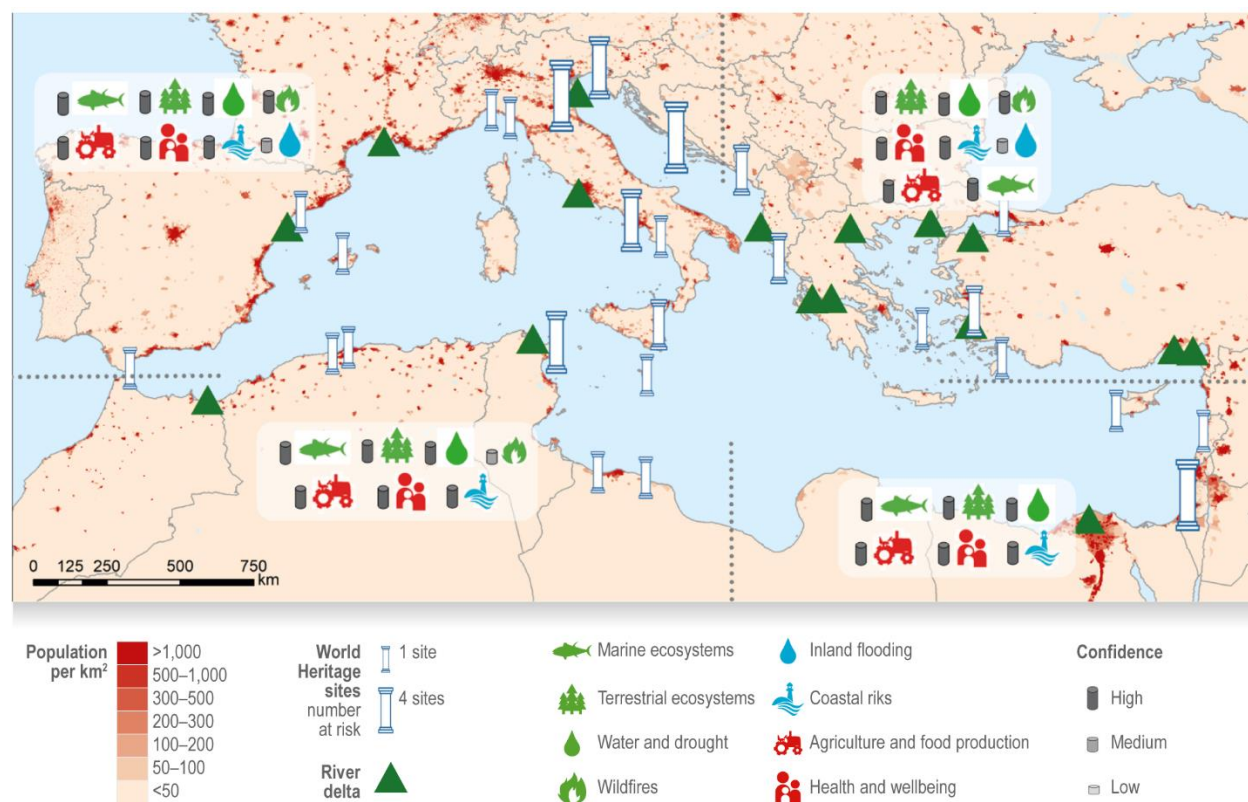 0 125 250 500 750
km
Population
per km²
>1,000
500–1,000
300–500
200–300
100–200
50–100
<50
World
Heritage
sites
number
at risk
1 site
4 sites
River
delta
Marine ecosystems
Terrestrial ecosystems
Water and drought
Wildfires
Inland flooding
Coastal riks
Agriculture and food production
Health and wellbeing
Confidence
High
Medium
Low